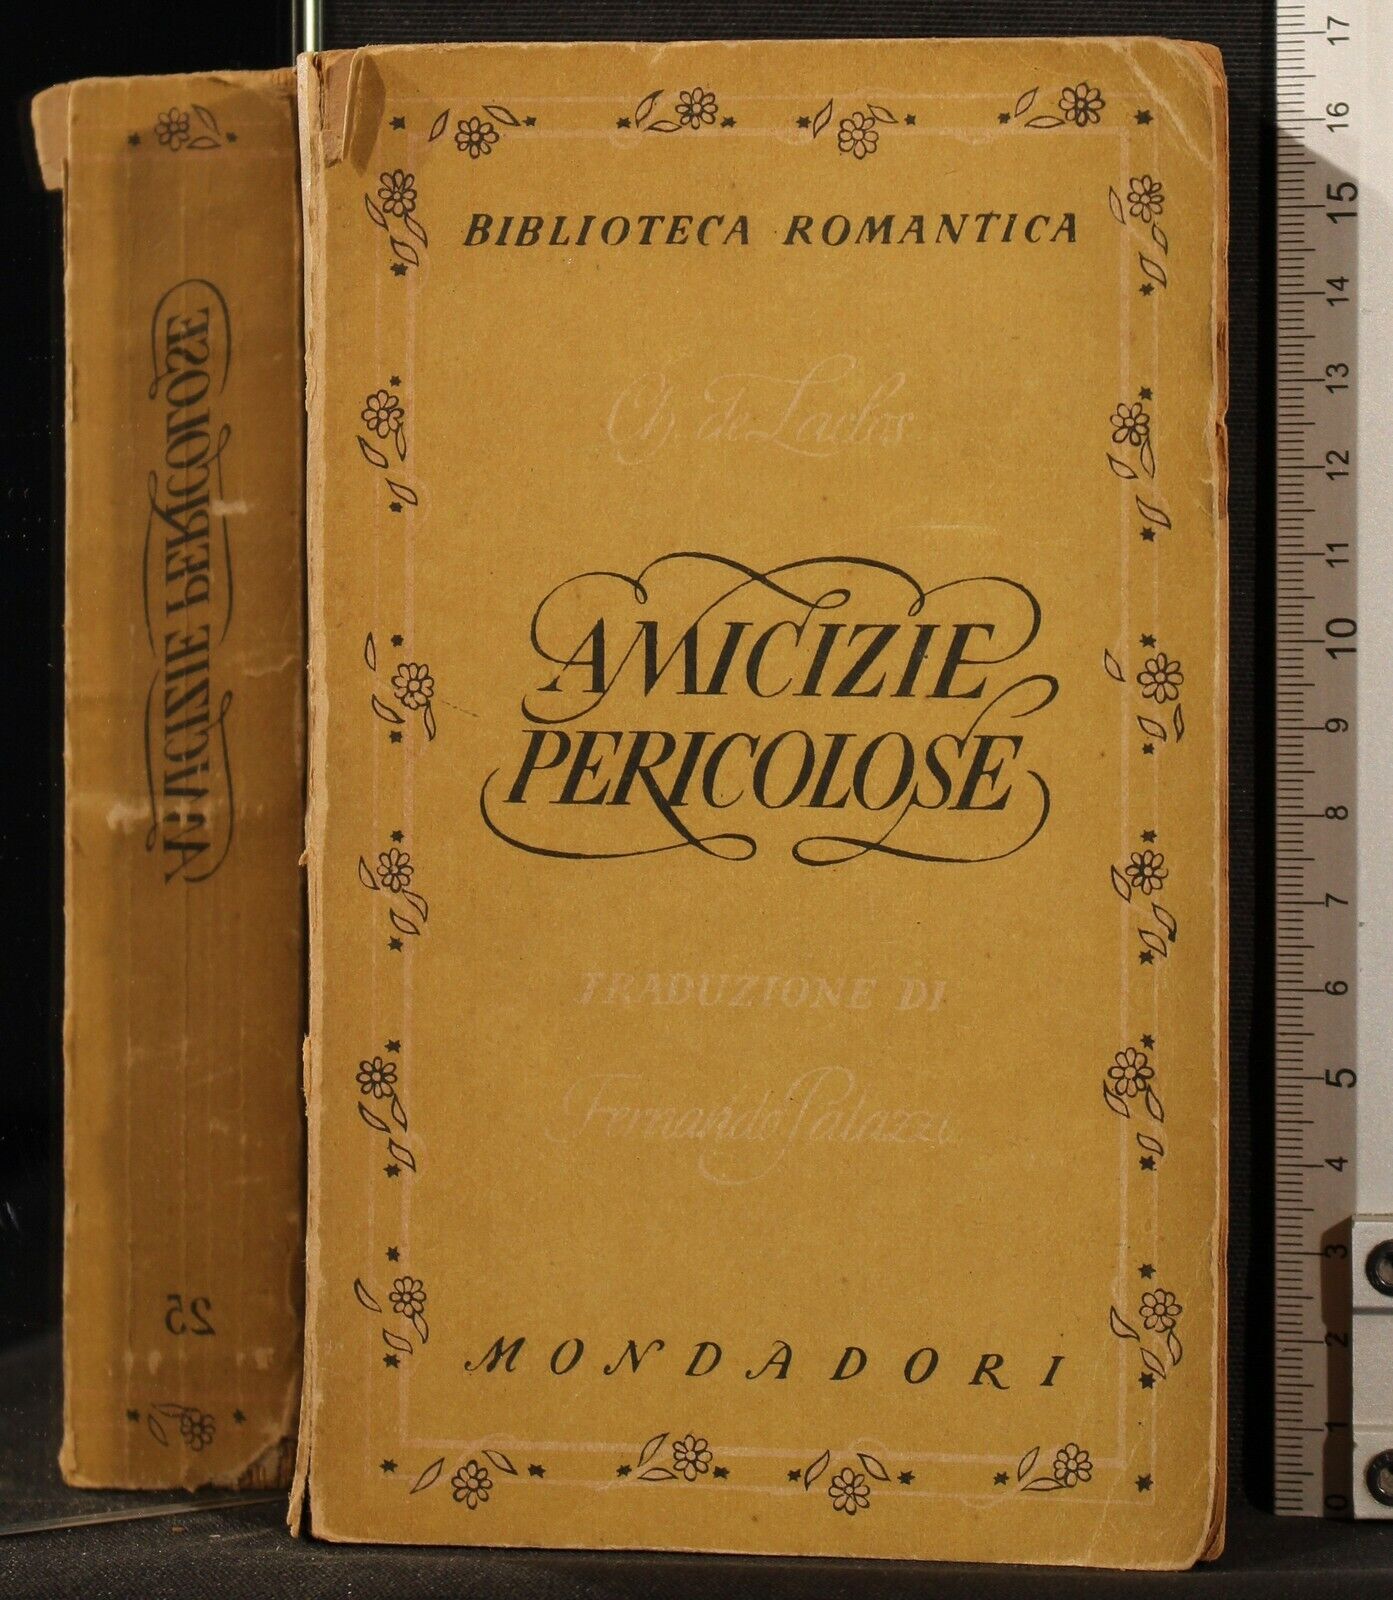 BIBLIOTECA ROMANTICA
Ch. de Laclos
AMICIZIE
PERICOLOSE
TRADUZIONE DI
Fernando Palazzi
MONDADORI
AMICIZIE PERICOLOSE
25
17
16
15
14
13
12
11
10
9
8
7
6
5
4
3
2
1
0